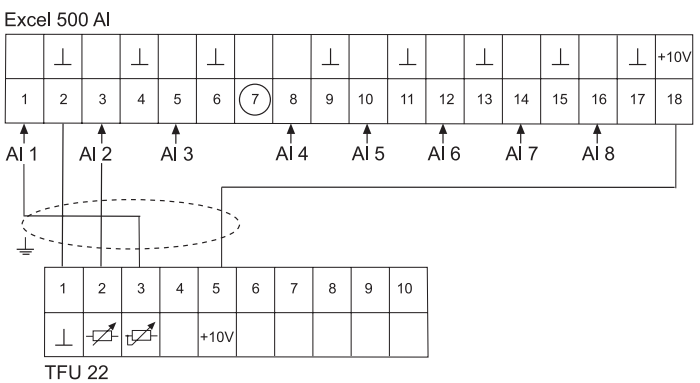 Excel 500 AI
+10V
1 2 3 4 5 6 7 8 9 10 11 12 13 14 15 16 17 18
AI 1 AI 2 AI 3 AI 4 AI 5 AI 6 AI 7 AI 8
1 2 3 4 5 6 7 8 9 10
+10V
TFU 22